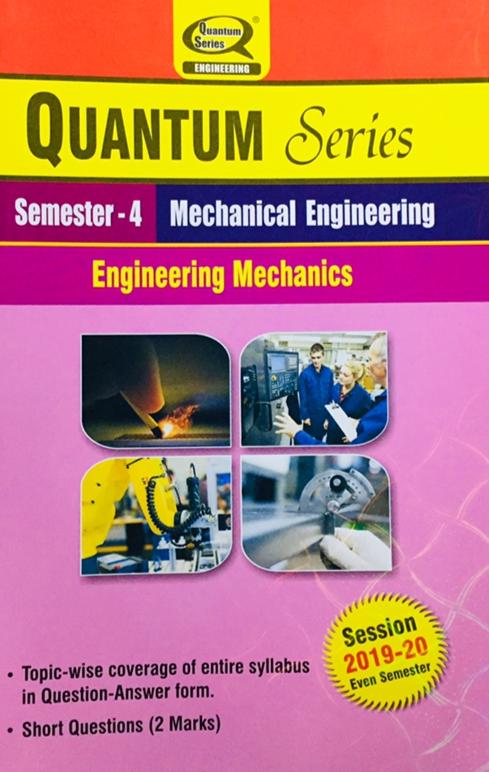 Quantum
Series
®
ENGINEERING
QUANTUM Series
Semester - 4 Mechanical Engineering
Engineering Mechanics
Session
2019-20
Even Semester
• Topic-wise coverage of entire syllabus
in Question-Answer form.
• Short Questions (2 Marks)